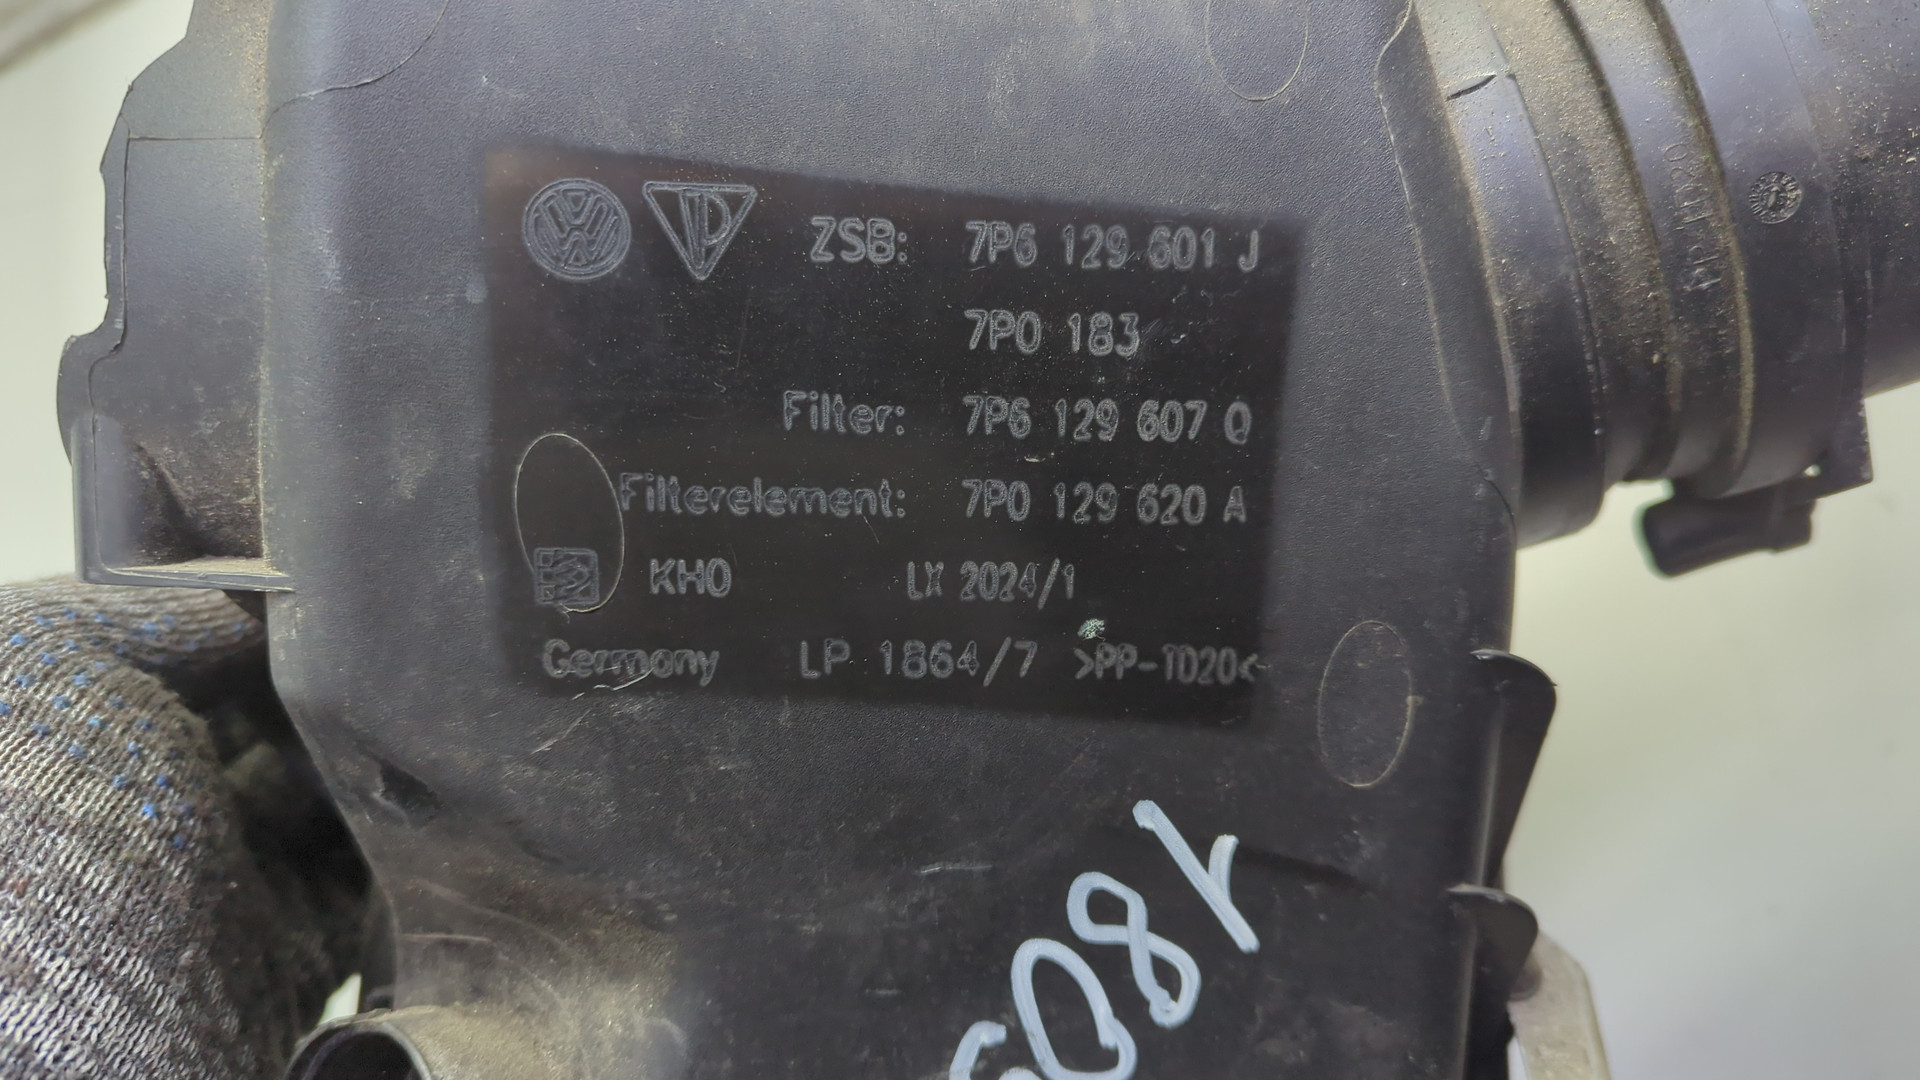 ZSB: 7P6 129 601 J
7P0 183
Filter: 7P6 129 607 Q
Filterelement: 7P0 129 620 A
KHO LX 2024/1
Germany LP 1864/7 >PP-TD20<